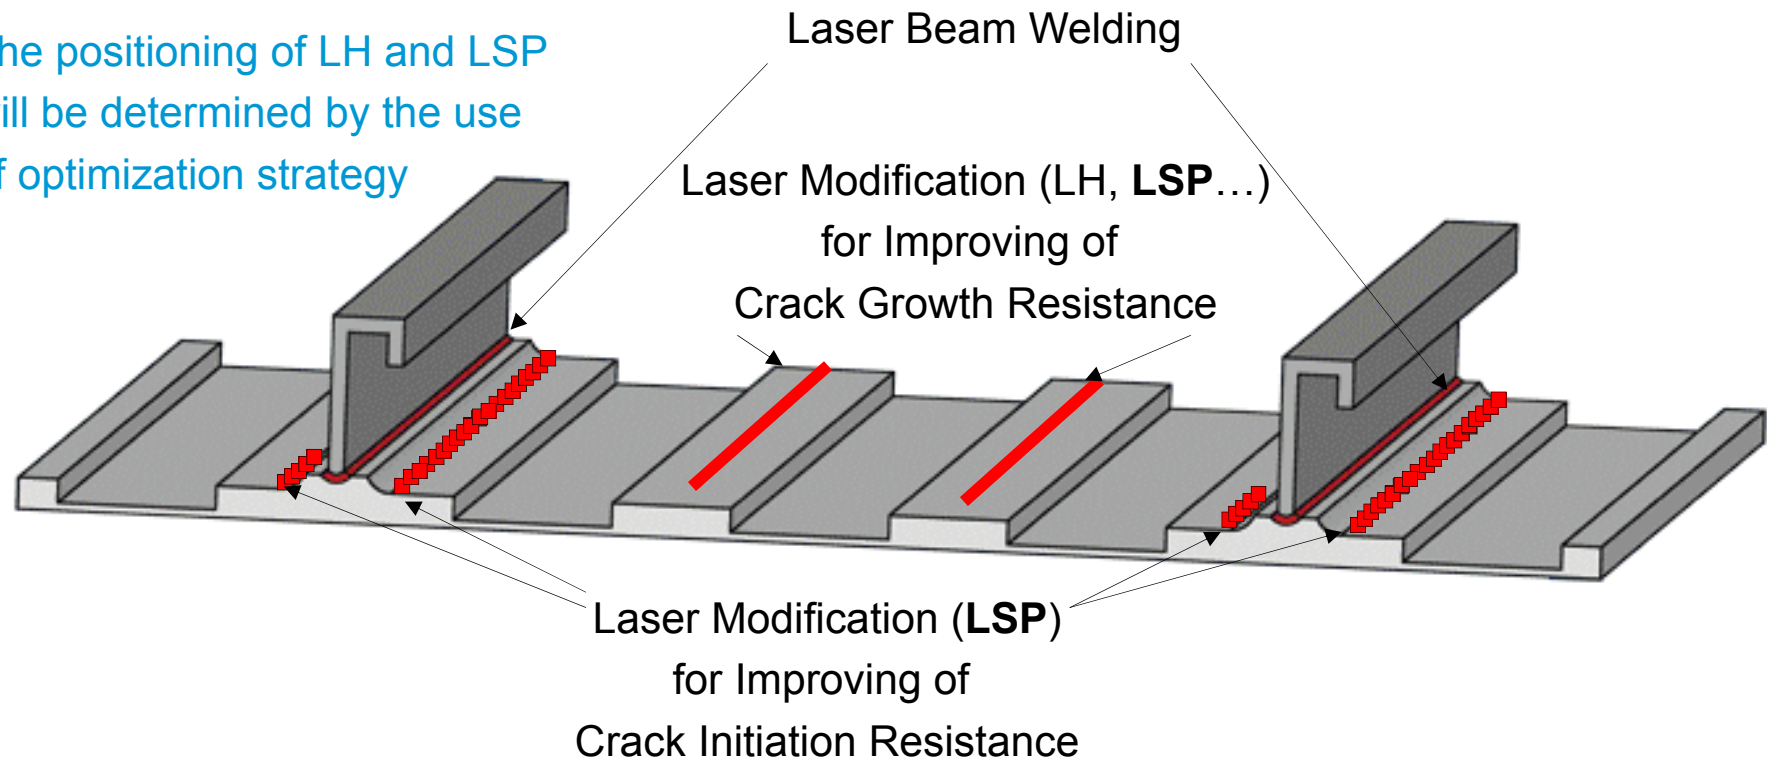 he positioning of LH and LSP
ill be determined by the use
f optimization strategy
Laser Beam Welding
Laser Modification (LH, LSP…)
for Improving of
Crack Growth Resistance
Laser Modification (LSP)
for Improving of
Crack Initiation Resistance